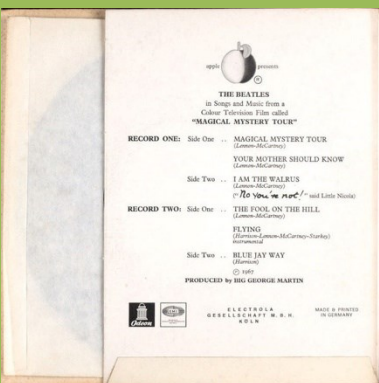 apple presents
THE BEATLES
in Songs and Music from a
Colour Television Film called
"MAGICAL MYSTERY TOUR"
RECORD ONE: Side One .. MAGICAL MYSTERY TOUR
(Lennon-McCartney)
YOUR MOTHER SHOULD KNOW
(Lennon-McCartney)
Side Two .. I AM THE WALRUS
(Lennon-McCartney)
("No you're not!" said Little Nicola)
RECORD TWO: Side One .. THE FOOL ON THE HILL
(Lennon-McCartney)
FLYING
(Harrison-Lennon-McCartney-Starkey)
instrumental
Side Two .. BLUE JAY WAY
(Harrison)
℗ 1967
PRODUCED by BIG GEORGE MARTIN
Odeon
ELECTROLA
GESELLSCHAFT M. B. H.
KÖLN
MADE & PRINTED
IN GERMANY